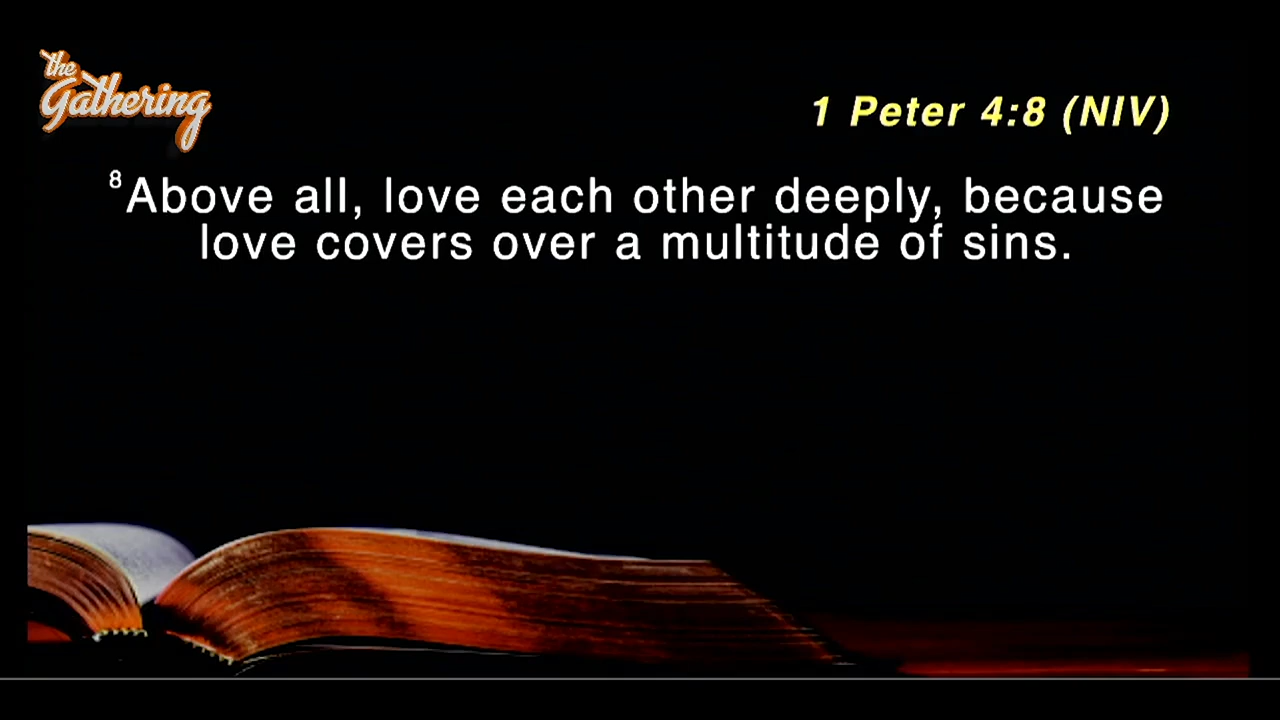 the
Gathering
1 Peter 4:8 (NIV)
8Above all, love each other deeply, because
love covers over a multitude of sins.